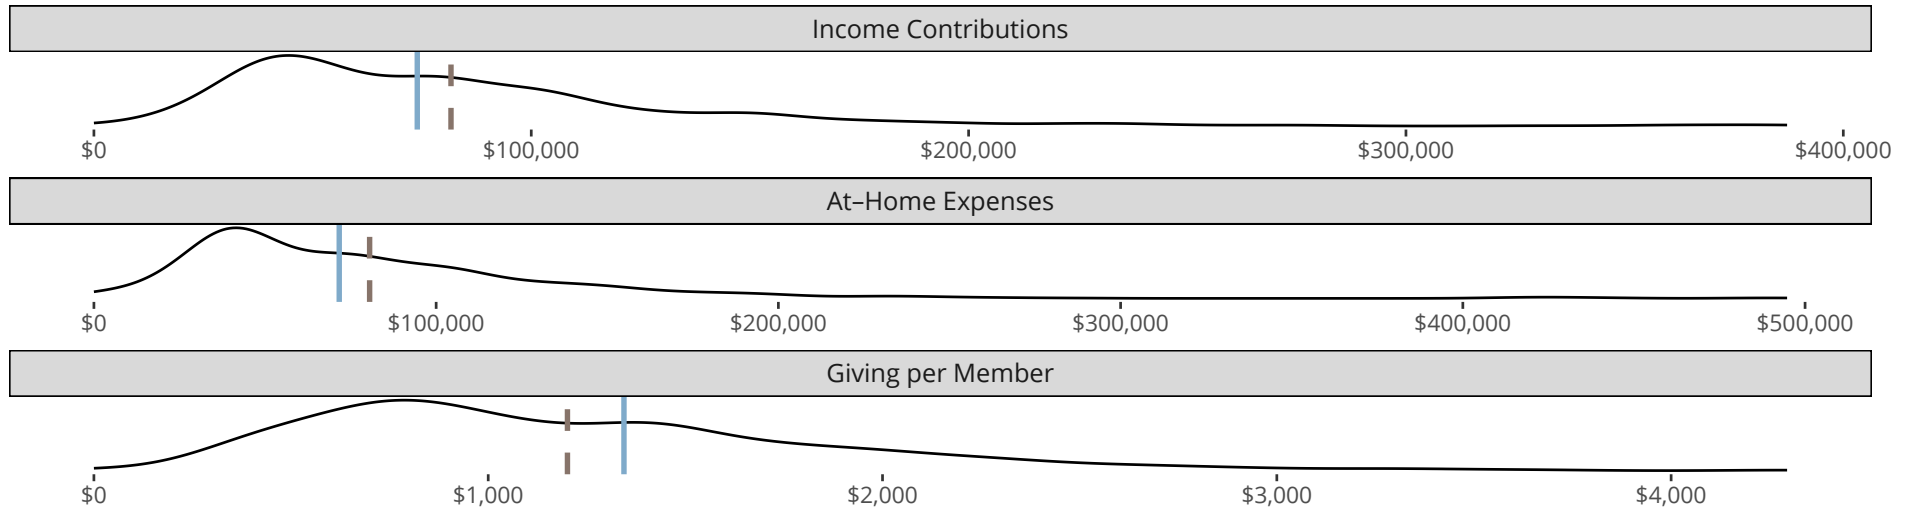 Income Contributions
$0 $100,000 $200,000 $300,000 $400,000
At–Home Expenses
$0 $100,000 $200,000 $300,000 $400,000 $500,000
Giving per Member
$0 $1,000 $2,000 $3,000 $4,000